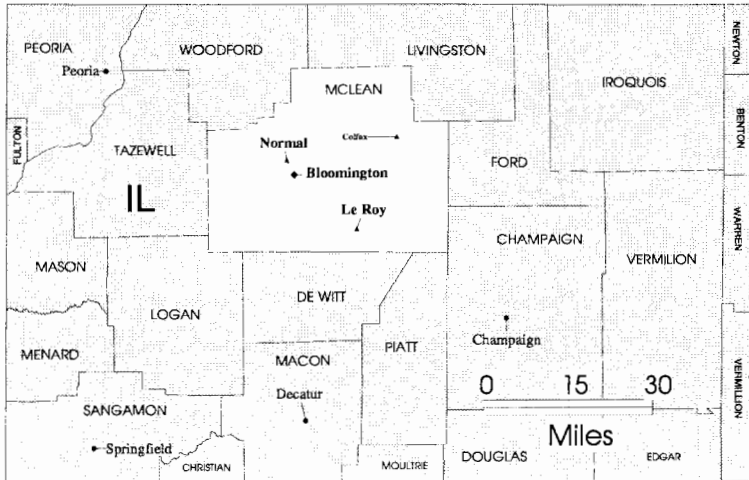 PEORIA
WOODFORD
LIVINGSTON
NEWTON
Peoria
MCLEAN
IROQUOIS
BENTON
FULTON
TAZEWELL
Normal
Colfax
FORD
Bloomington
IL
Le Roy
WARREN
CHAMPAIGN
VERMILION
MASON
DE WITT
LOGAN
PIATT
Champaign
MENARD
MACON
VERMILLION
Decatur
0 15 30
SANGAMON
Miles
Springfield
CHRISTIAN
MOULTRIE
DOUGLAS
EDGAR